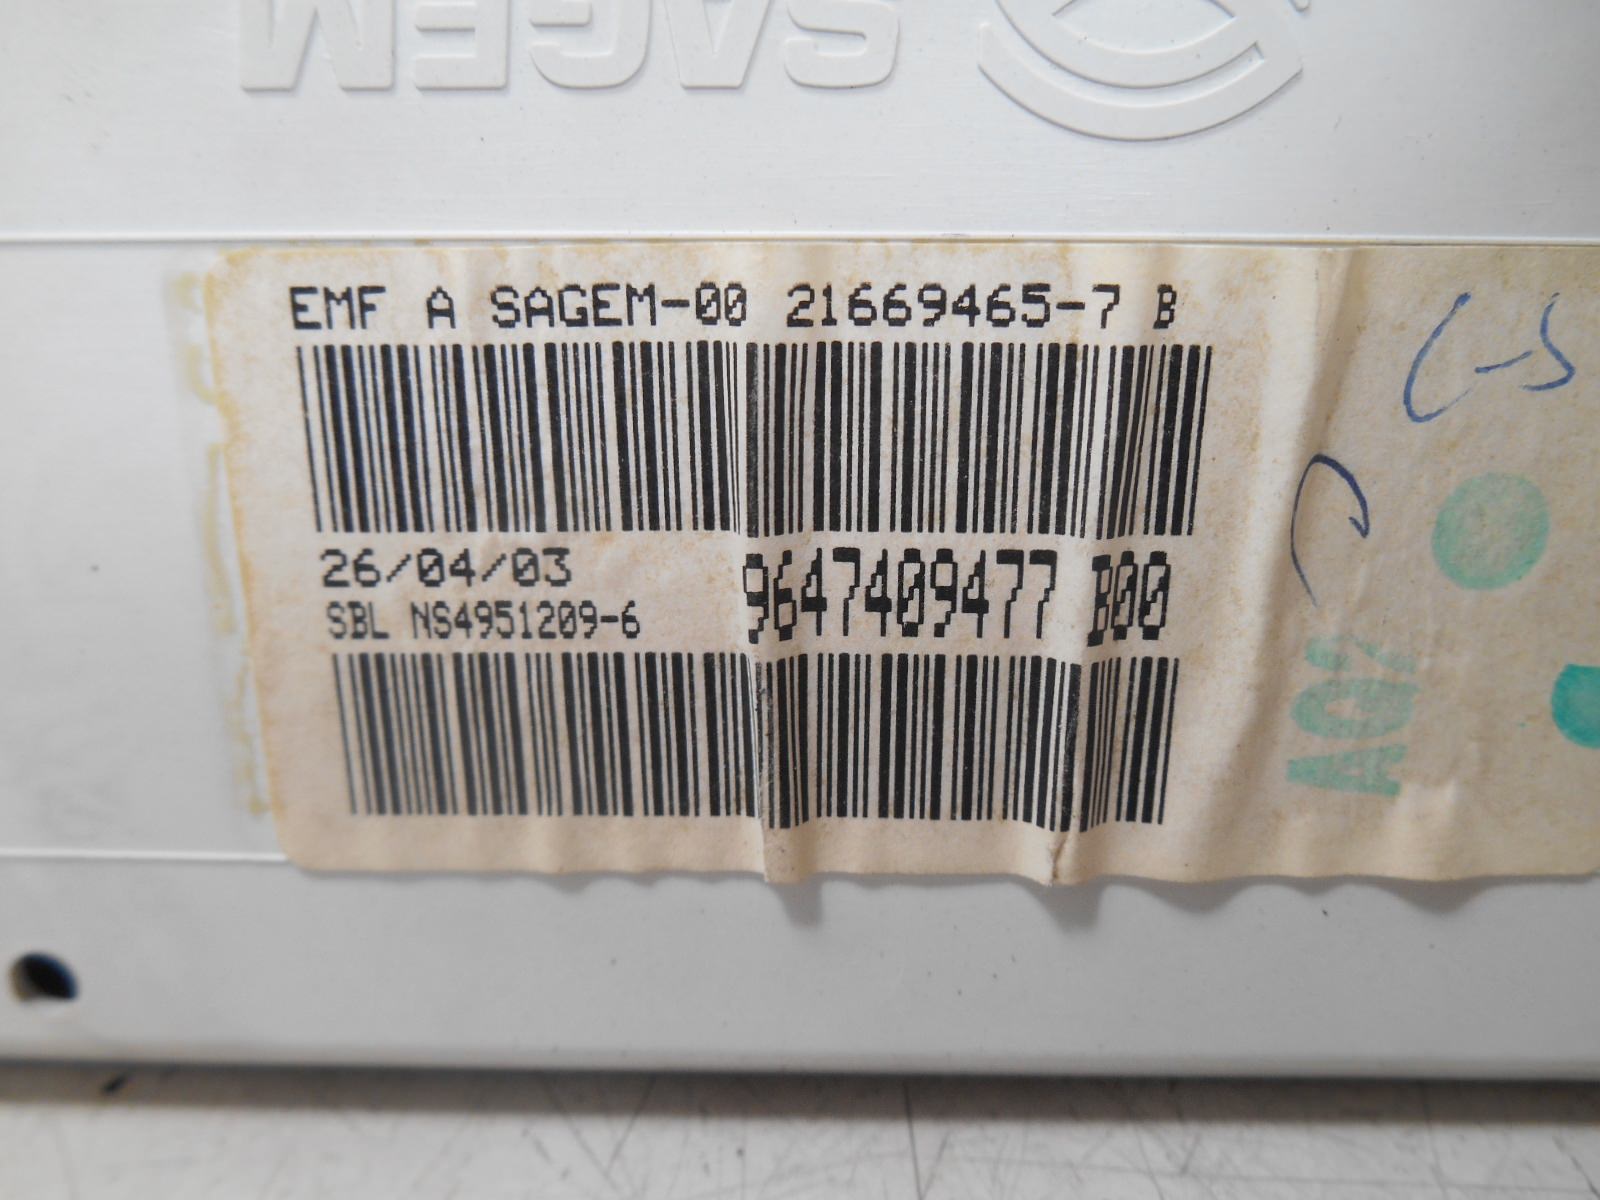 SAGEM
EMF A SAGEM-00 21669465-7 B
26/04/03
9647409477 B00
SBL NS4951209-6